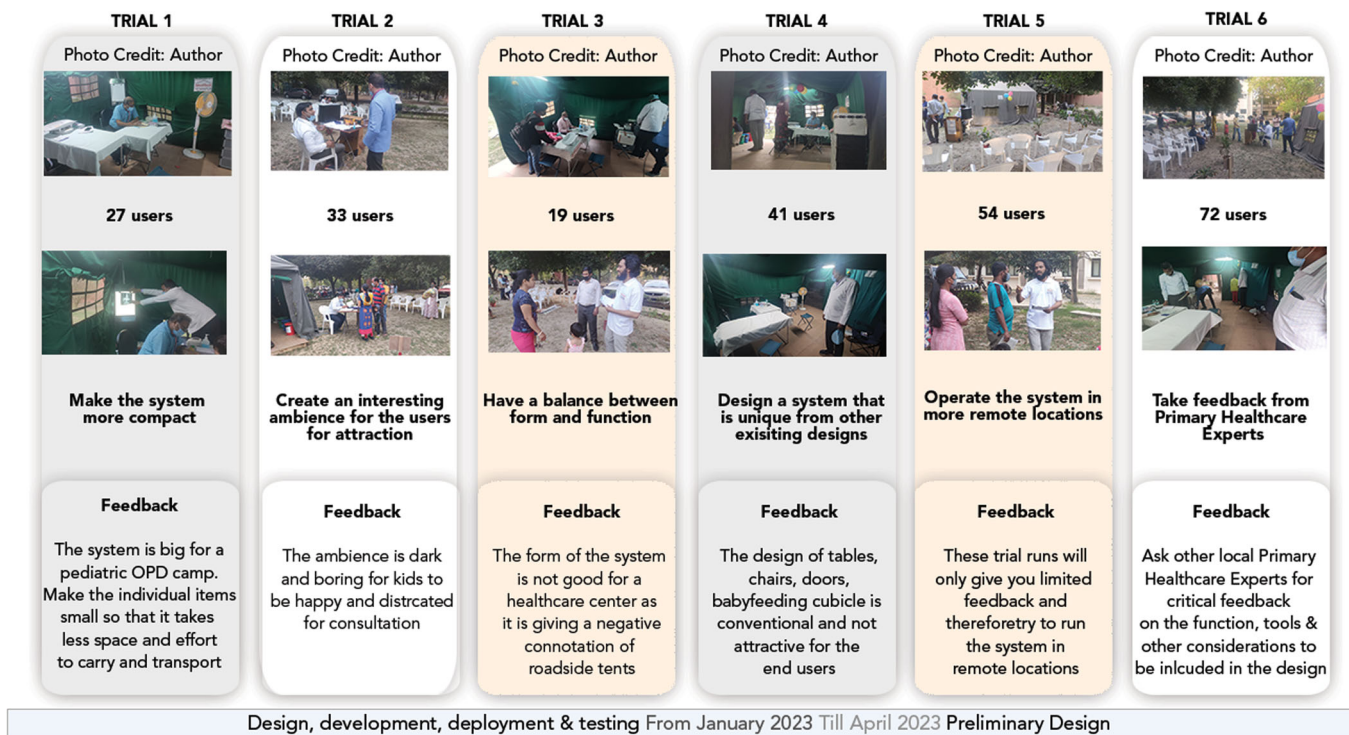 TRIAL 1
Photo Credit: Author
27 users
Make the system
more compact
Feedback
The system is big for a
pediatric OPD camp.
Make the individual items
small so that it takes
less space and effort
to carry and transport
TRIAL 2
Photo Credit: Author
33 users
Create an interesting
ambience for the users
for attraction
Feedback
The ambience is dark
and boring for kids to
be happy and distrcated
for consultation
TRIAL 3
Photo Credit: Author
19 users
Have a balance between
form and function
Feedback
The form of the system
is not good for a
healthcare center as
it is giving a negative
connotation of
roadside tents
TRIAL 4
Photo Credit: Author
41 users
Design a system that
is unique from other
exisiting designs
Feedback
The design of tables,
chairs, doors,
babyfeeding cubicle is
conventional and not
attractive for the
end users
TRIAL 5
Photo Credit: Author
54 users
Operate the system in
more remote locations
Feedback
These trial runs will
only give you limited
feedback and
thereforetry to run
the system in
remote locations
TRIAL 6
Photo Credit: Author
72 users
Take feedback from
Primary Healthcare
Experts
Feedback
Ask other local Primary
Healthcare Experts for
critical feedback
on the function, tools &
other considerations to
be inlcuded in the design
Design, development, deployment & testing From January 2023 Till April 2023 Preliminary Design